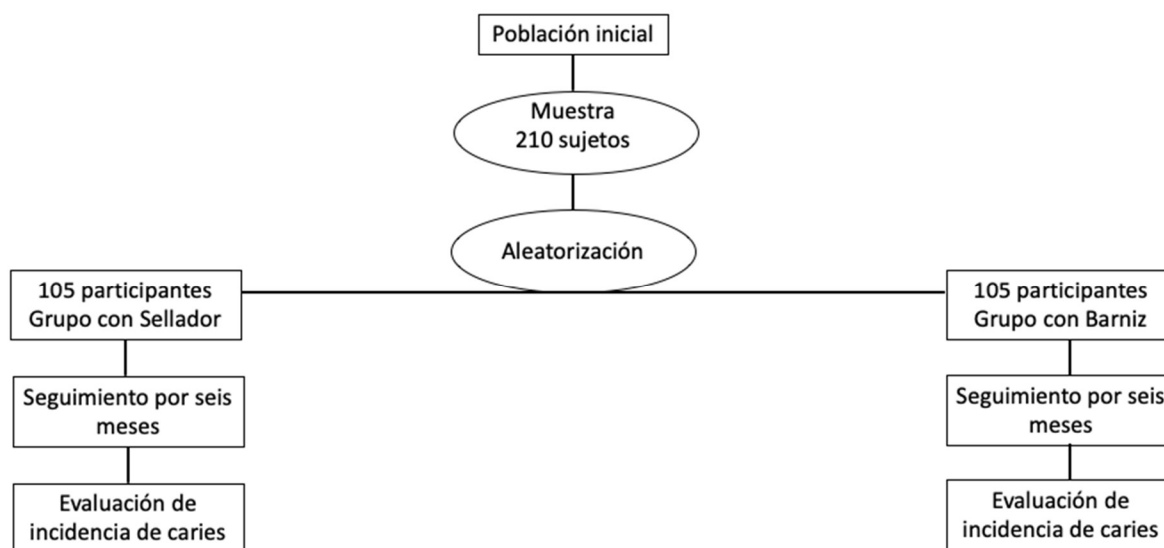 Población inicial
Muestra
210 sujetos
Aleatorización
105 participantes
Grupo con Sellador
Seguimiento por seis
meses
Evaluación de
incidencia de caries
105 participantes
Grupo con Barniz
Seguimiento por seis
meses
Evaluación de
incidencia de caries